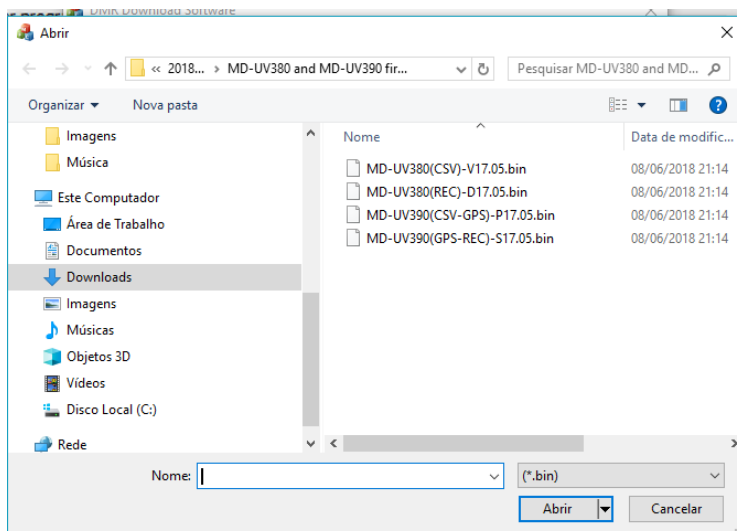 DMR Download Software
Abrir
« 2018... > MD-UV380 and MD-UV390 fir...
Pesquisar MD-UV380 and MD...
Organizar
Nova pasta
Imagens
Música
Este Computador
Área de Trabalho
Documentos
Downloads
Imagens
Músicas
Objetos 3D
Vídeos
Disco Local (C:)
Rede
Nome
Data de modific...
MD-UV380(CSV)-V17.05.bin
08/06/2018 21:14
MD-UV380(REC)-D17.05.bin
08/06/2018 21:14
MD-UV390(CSV-GPS)-P17.05.bin
08/06/2018 21:14
MD-UV390(GPS-REC)-S17.05.bin
08/06/2018 21:14
Nome:
(*.bin)
Abrir
Cancelar